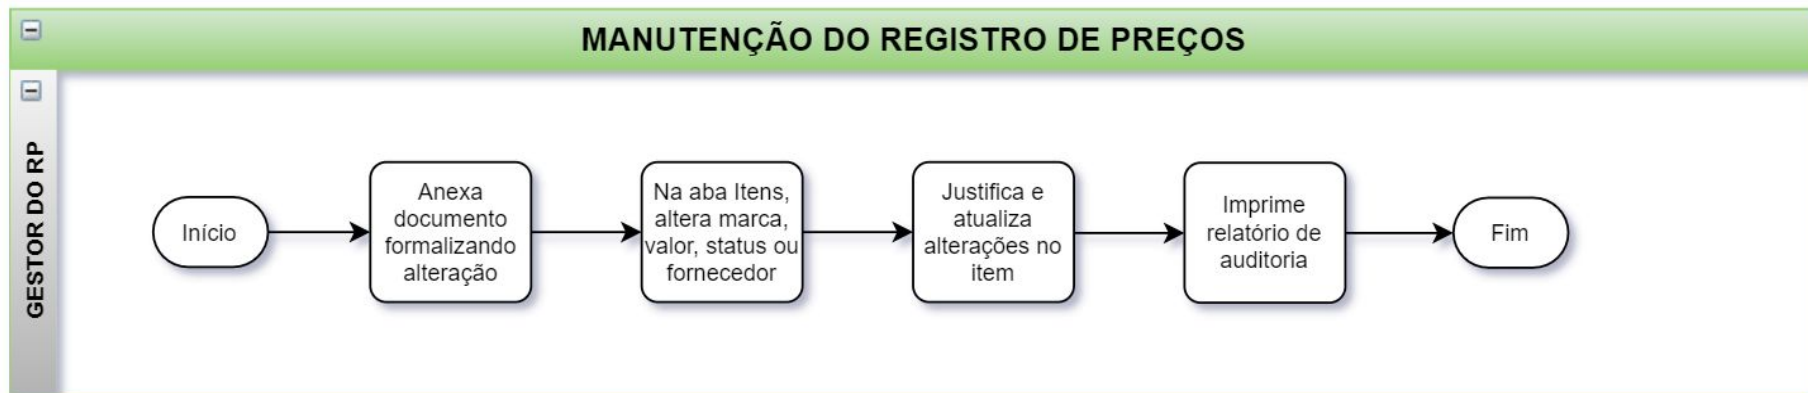 MANUTENÇÃO DO REGISTRO DE PREÇOS
GESTOR DO RP
Início
Anexa
documento
formalizando
alteração
Na aba Itens,
altera marca,
valor, status ou
fornecedor
Justifica e
atualiza
alterações no
item
Imprime
relatório de
auditoria
Fim